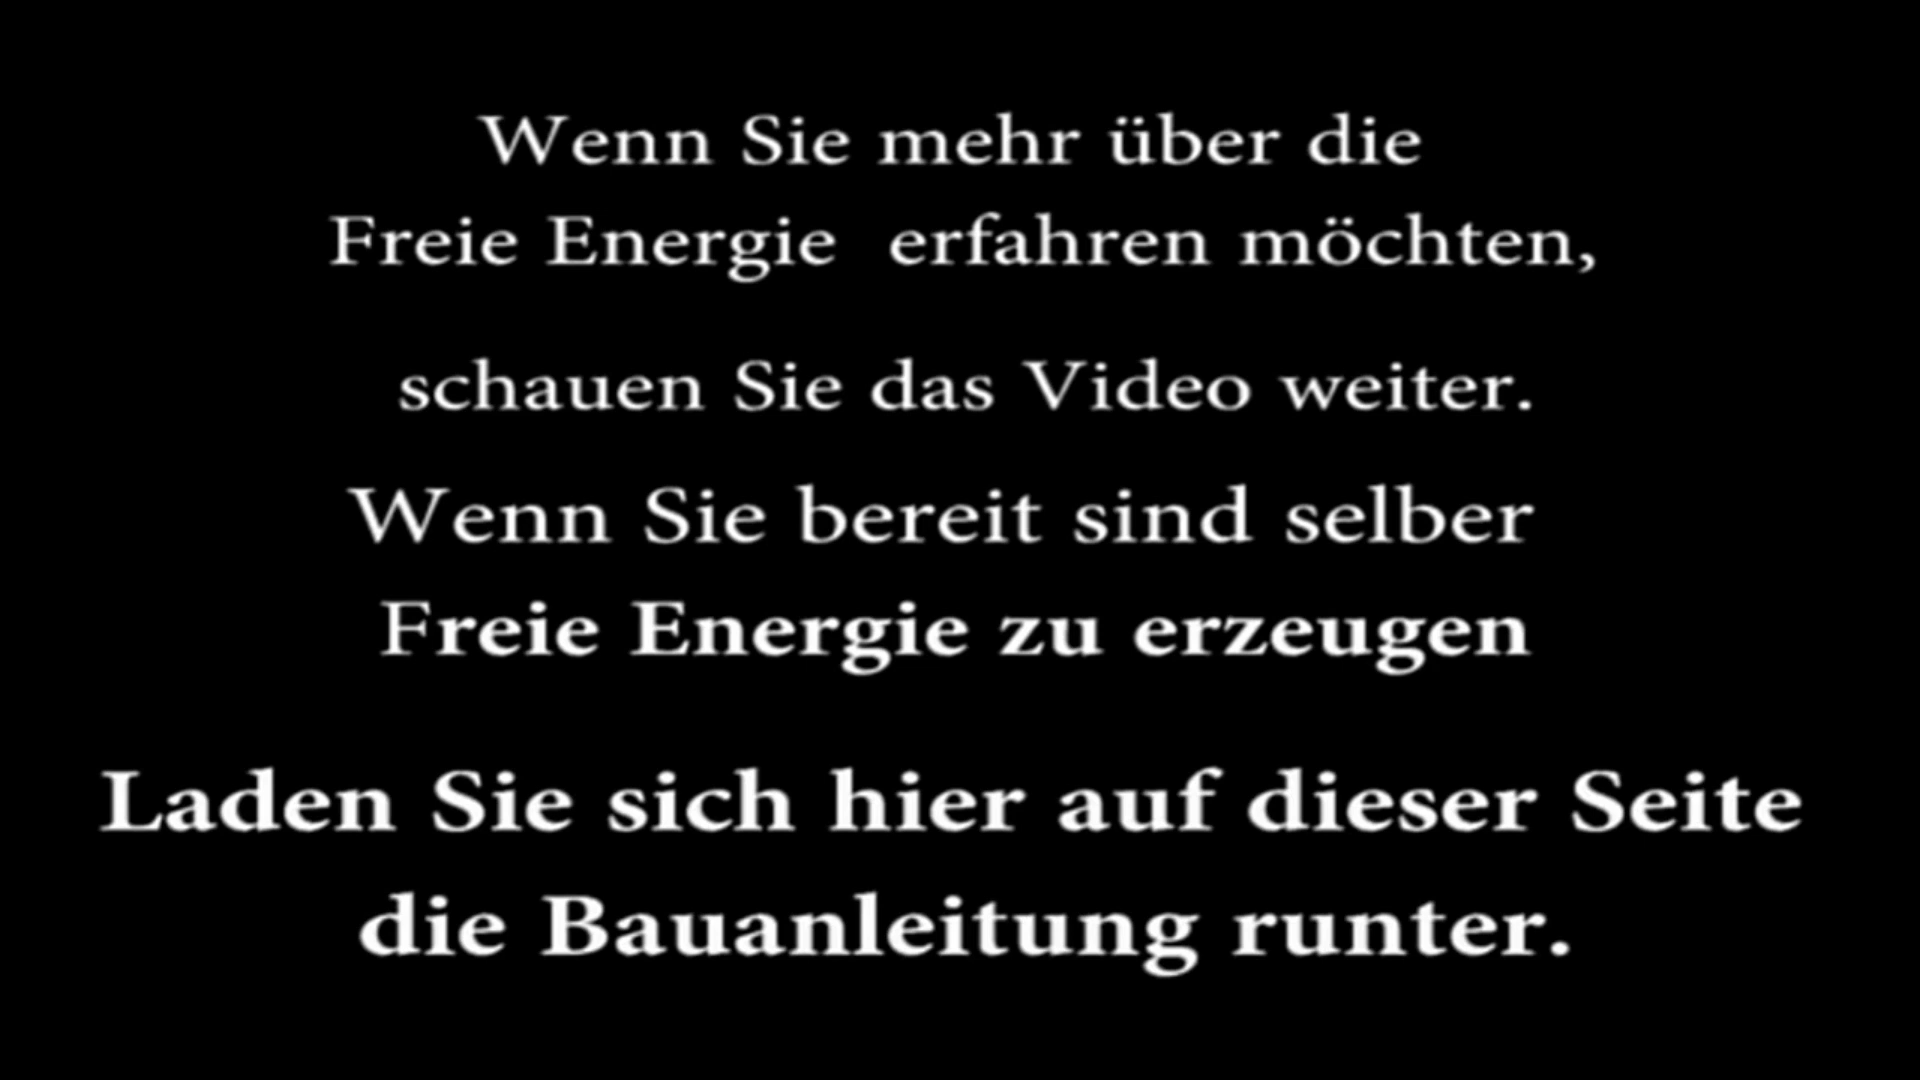 Wenn Sie mehr über die
Freie Energie erfahren möchten,
schauen Sie das Video weiter.
Wenn Sie bereit sind selber
Freie Energie zu erzeugen
Laden Sie sich hier auf dieser Seite
die Bauanleitung runter.